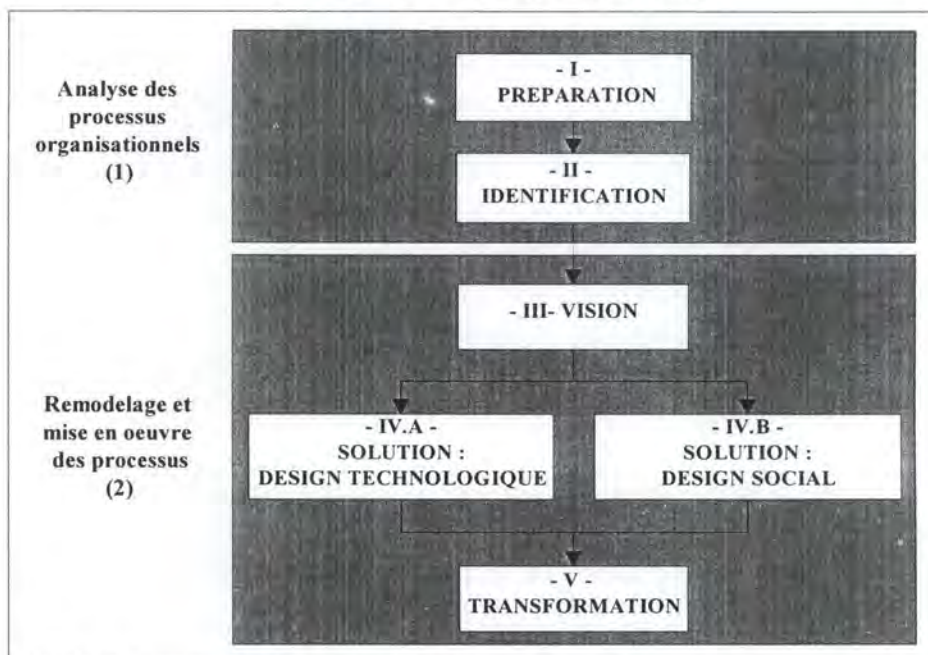 Analyse des
processus
organisationnels
(1)
- I -
PREPARATION
- II -
IDENTIFICATION
Remodelage et
mise en oeuvre
des processus
(2)
- III- VISION
- IV.A -
SOLUTION :
DESIGN TECHNOLOGIQUE
- IV.B -
SOLUTION :
DESIGN SOCIAL
- V -
TRANSFORMATION